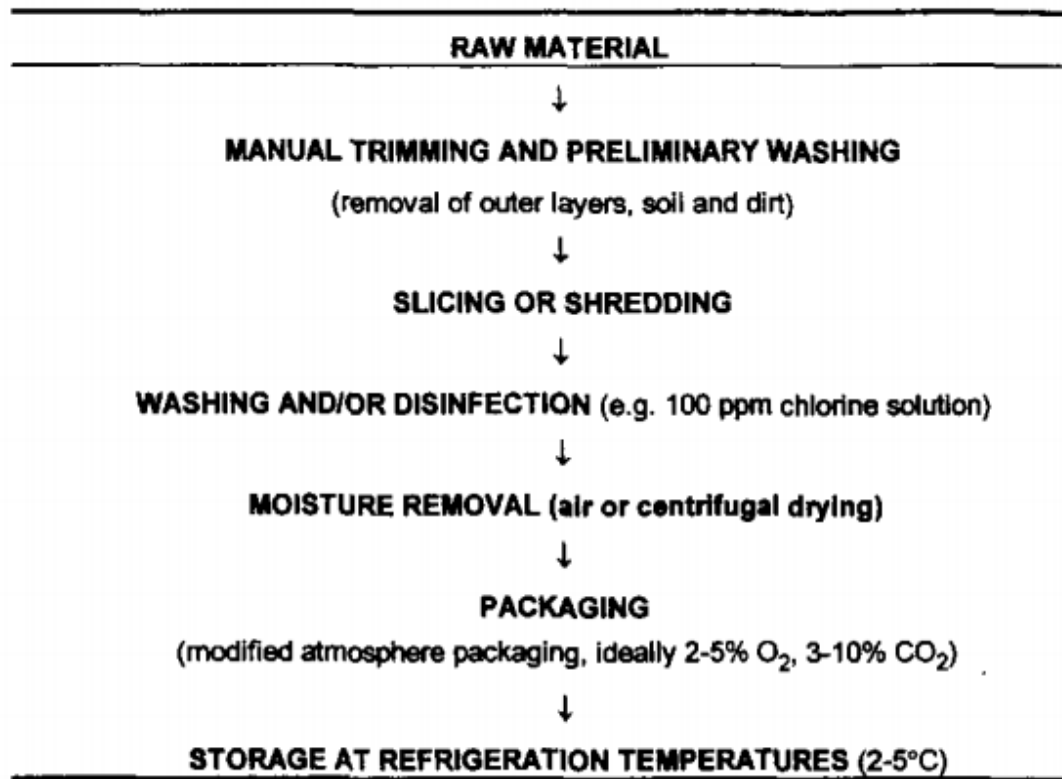 RAW MATERIAL
↓
MANUAL TRIMMING AND PRELIMINARY WASHING
(removal of outer layers, soil and dirt)
↓
SLICING OR SHREDDING
↓
WASHING AND/OR DISINFECTION (e.g. 100 ppm chlorine solution)
↓
MOISTURE REMOVAL (air or centrifugal drying)
↓
PACKAGING
(modified atmosphere packaging, ideally 2-5% O₂, 3-10% CO₂)
↓
STORAGE AT REFRIGERATION TEMPERATURES (2-5°C)